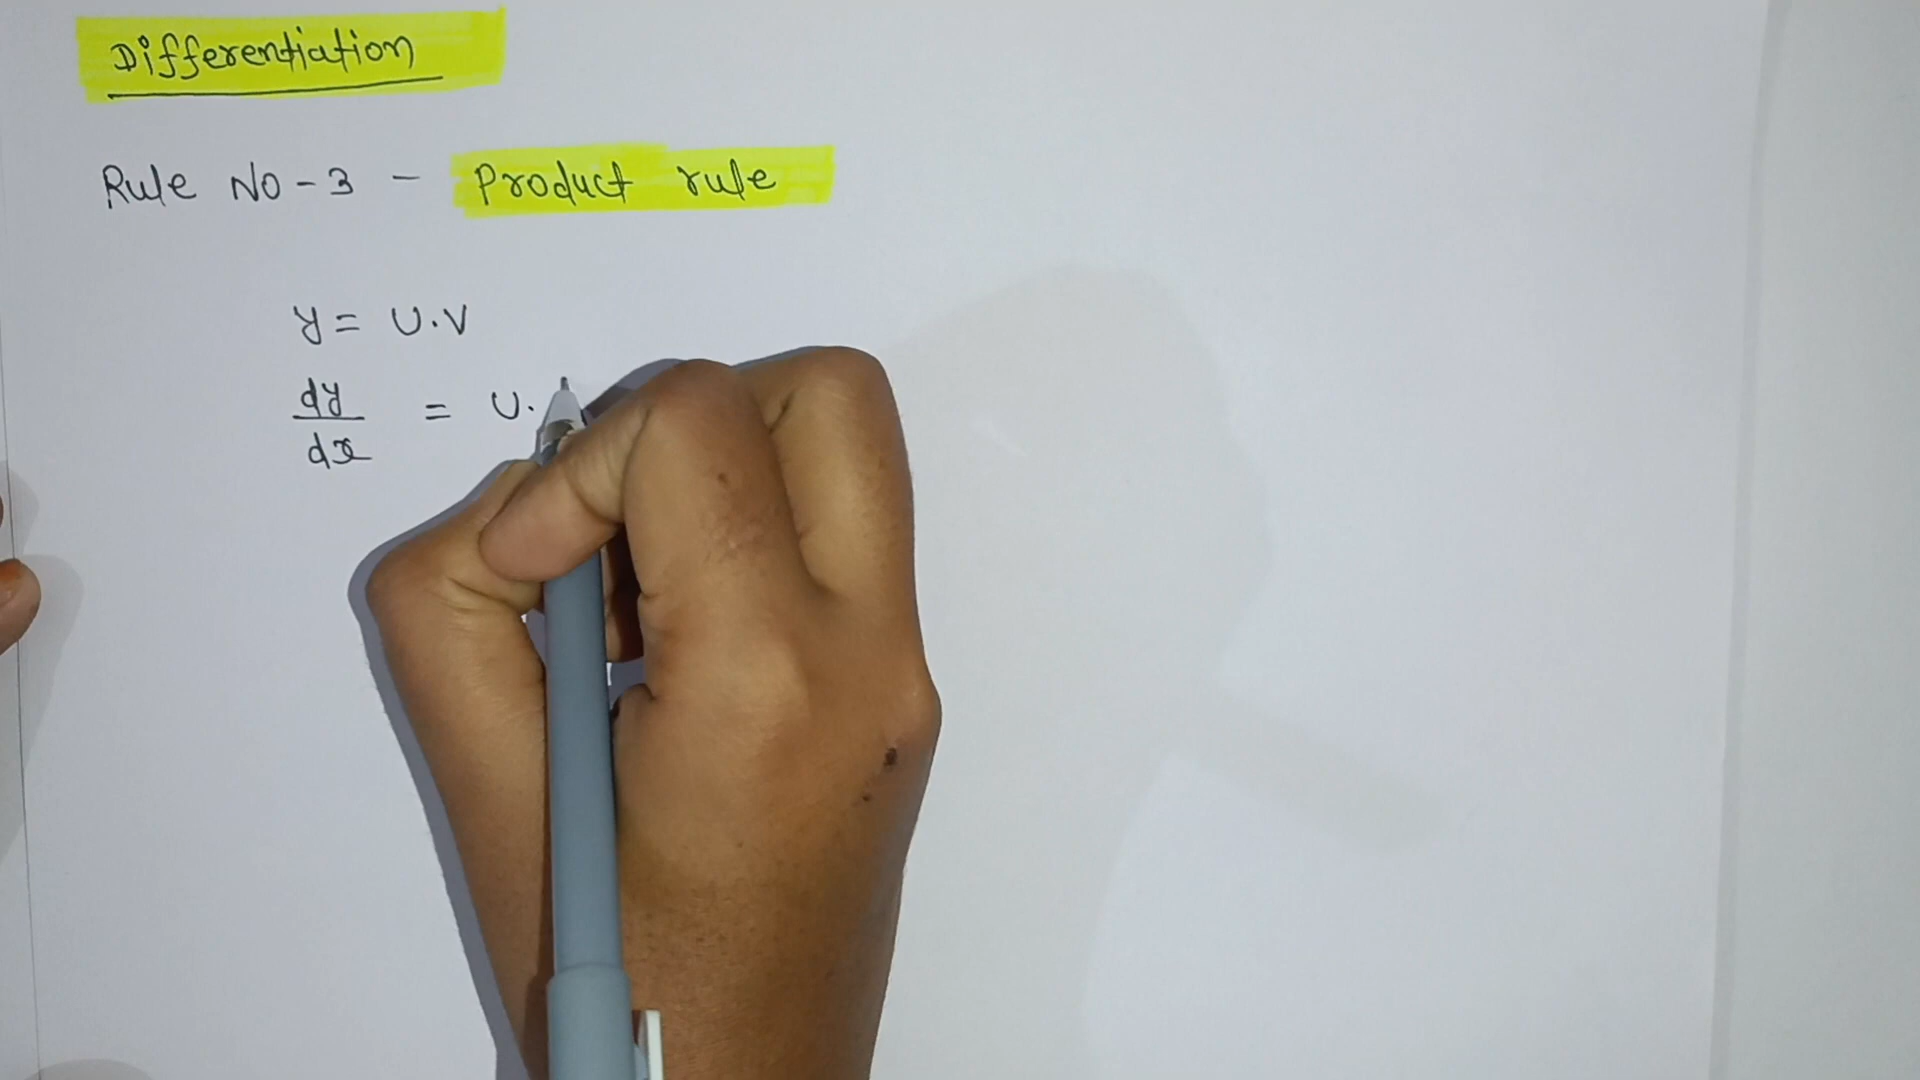 Differentiation
Rule No-3 - Product rule
y = U.V
dy/dx = U.